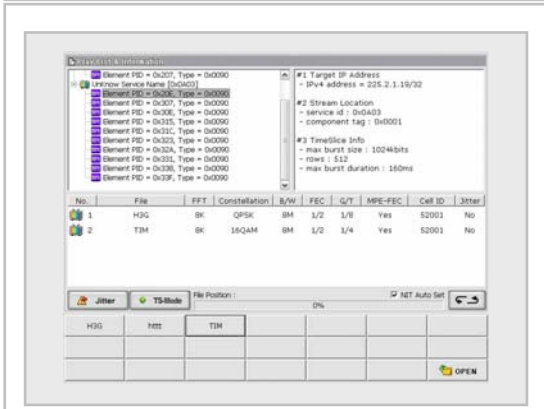 Play List & Information
Element PID = 0x207, Type = 0x0090
UnKnow Service Name [0x0A03]
Element PID = 0x20E, Type = 0x0090
Element PID = 0x307, Type = 0x0090
Element PID = 0x30E, Type = 0x0090
Element PID = 0x315, Type = 0x0090
Element PID = 0x31C, Type = 0x0090
Element PID = 0x323, Type = 0x0090
Element PID = 0x32A, Type = 0x0090
Element PID = 0x331, Type = 0x0090
Element PID = 0x338, Type = 0x0090
Element PID = 0x33F, Type = 0x0090
#1 Target IP Address
- IPv4 address = 225.2.1.19/32
#2 Stream Location
- service id : 0x0A03
- component tag : 0x0001
#3 TimeSlice Info
- max burst size : 1024kbits
- rows : 512
- max burst duration : 160ms
No. File FFT Constellation B/W FEC G/T MPE-FEC Cell ID Jitter
1 H3G 8K QPSK 8M 1/2 1/8 Yes 52001 No
2 TIM 8K 16QAM 8M 1/2 1/4 Yes 52001 No
Jitter TS-Mode File Position : 0% NIT Auto Set
H3G httt TIM
OPEN